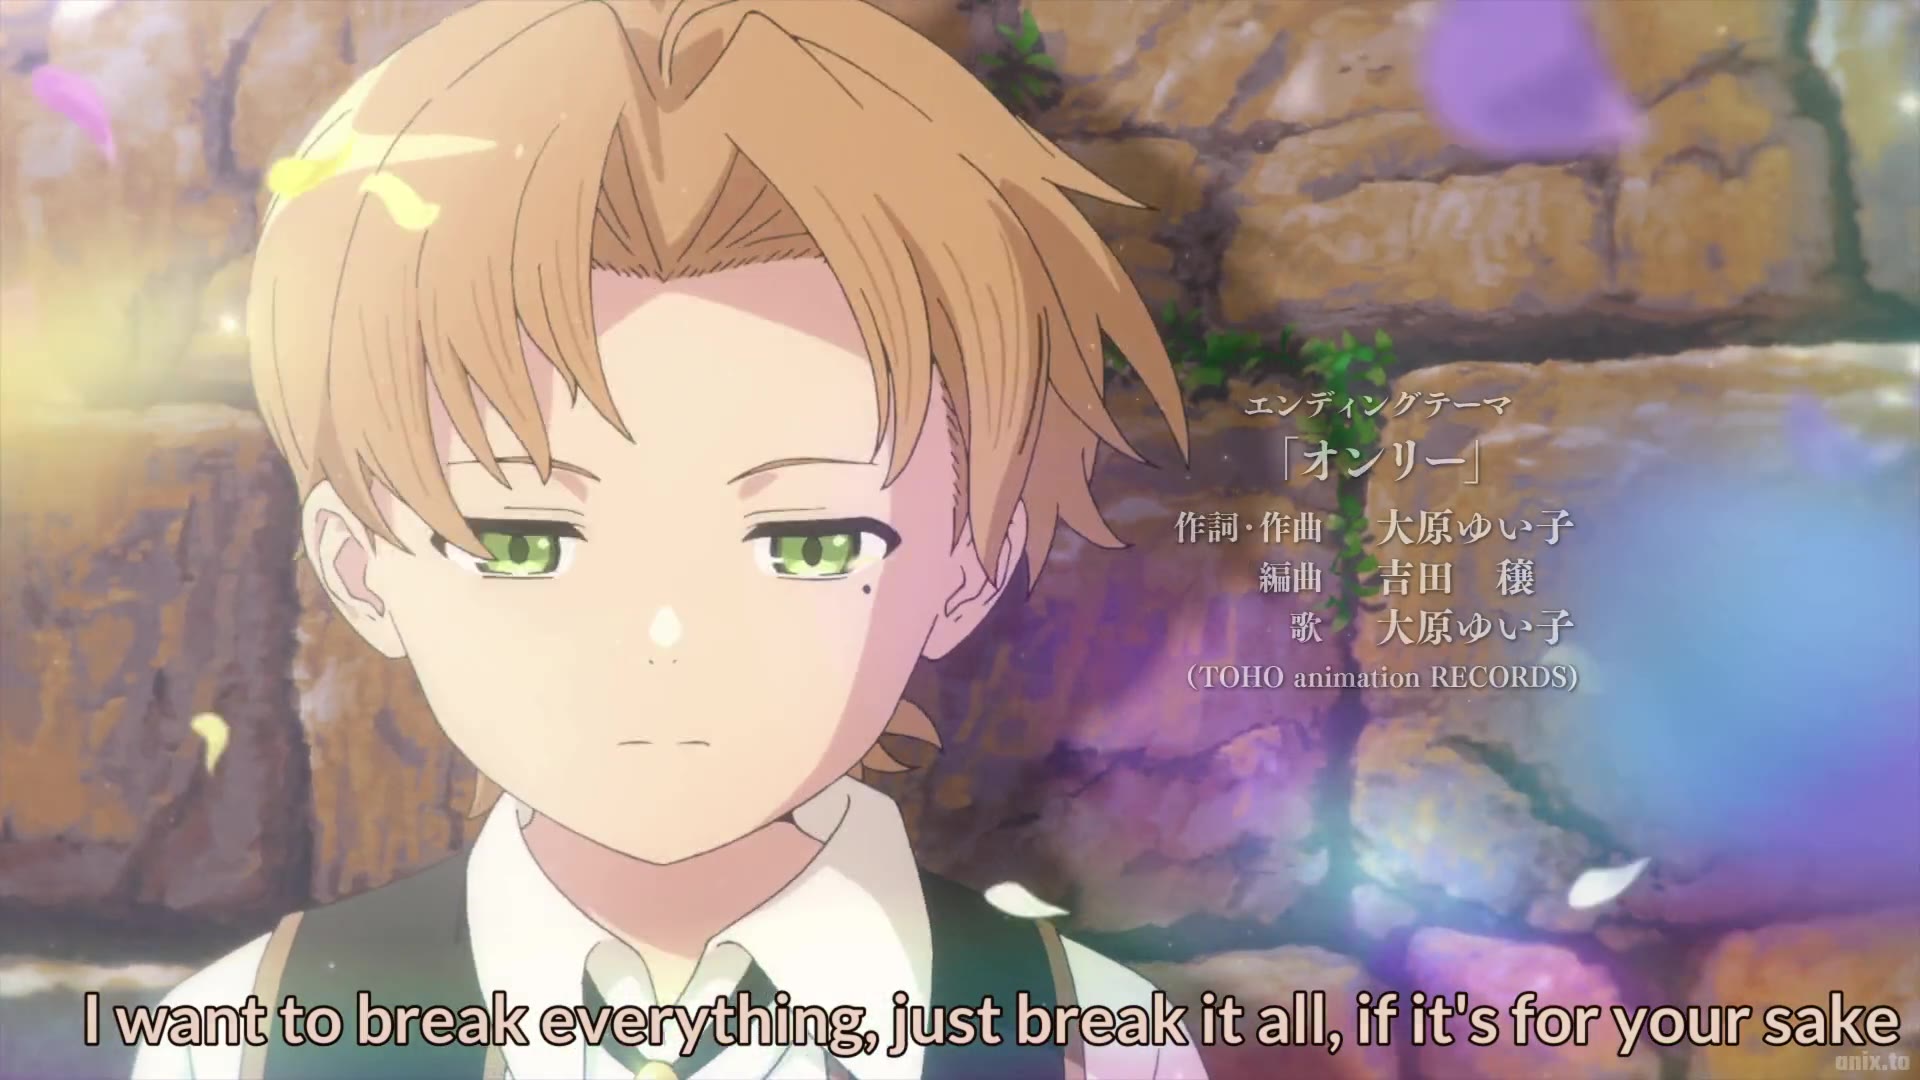 エンディングテーマ
「オンリー」
作詞・作曲 大原ゆい子
編曲 吉田 穣
歌 大原ゆい子
(TOHO animation RECORDS)
I want to break everything, just break it all, if it's for your sake
anix.to